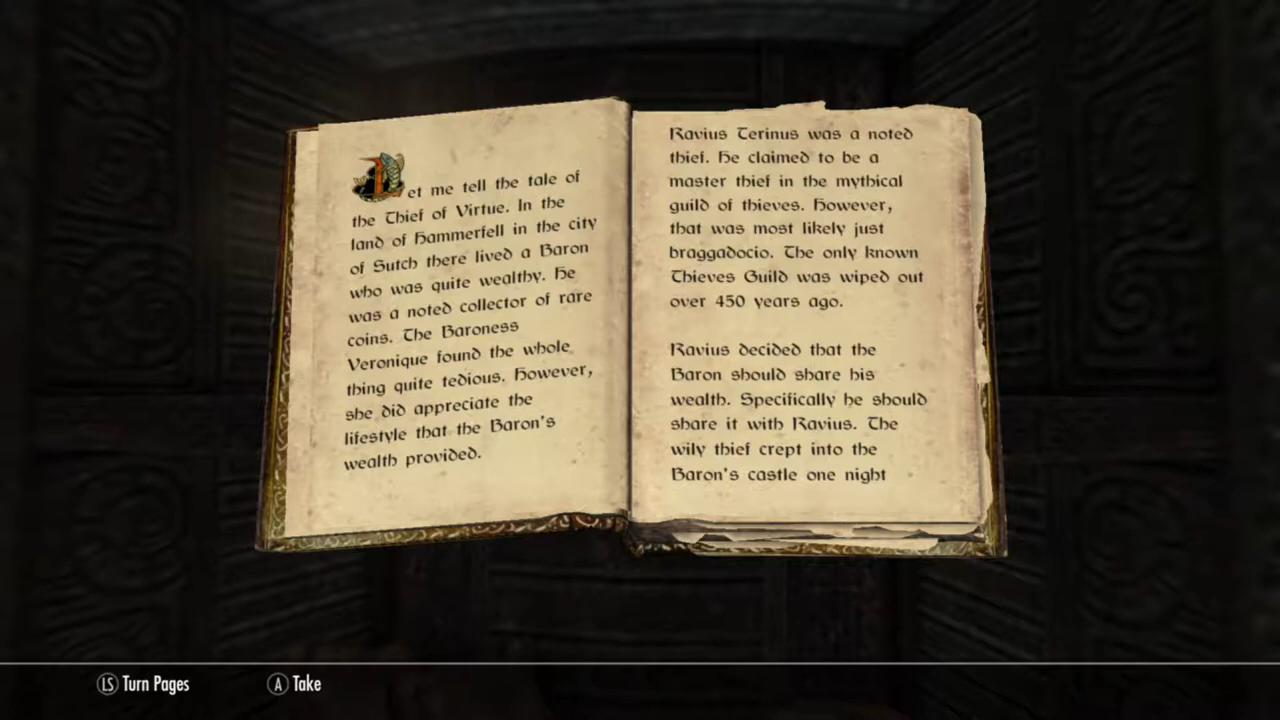 Let me tell the tale of
the Thief of Virtue. In the
land of Hammerfell in the city
of Sutch there lived a Baron
who was quite wealthy. He
was a noted collector of rare
coins. The Baroness
Veronique found the whole
thing quite tedious. However,
she did appreciate the
lifestyle that the Baron's
wealth provided.
Ravius Terinus was a noted
thief. He claimed to be a
master thief in the mythical
guild of thieves. However,
that was most likely just
braggadocio. The only known
Thieves Guild was wiped out
over 450 years ago.
Ravius decided that the
Baron should share his
wealth. Specifically he should
share it with Ravius. The
wily thief crept into the
Baron's castle one night
LS Turn Pages
A Take